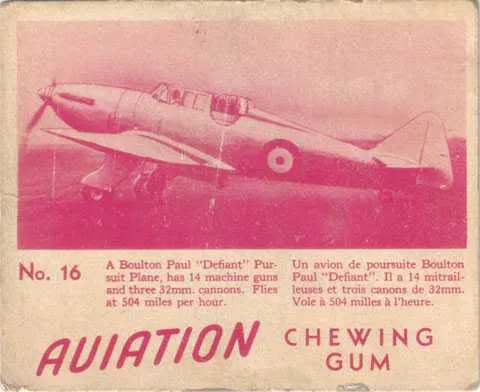 No. 16
A Boulton Paul "Defiant" Pur-
suit Plane, has 14 machine guns
and three 32mm. cannons. Flies
at 504 miles per hour.
Un avion de poursuite Boulton
Paul "Defiant". Il a 14 mitrail-
leuses et trois canons de 32mm.
Vole à 504 milles à l'heure.
AVIATION CHEWING
GUM